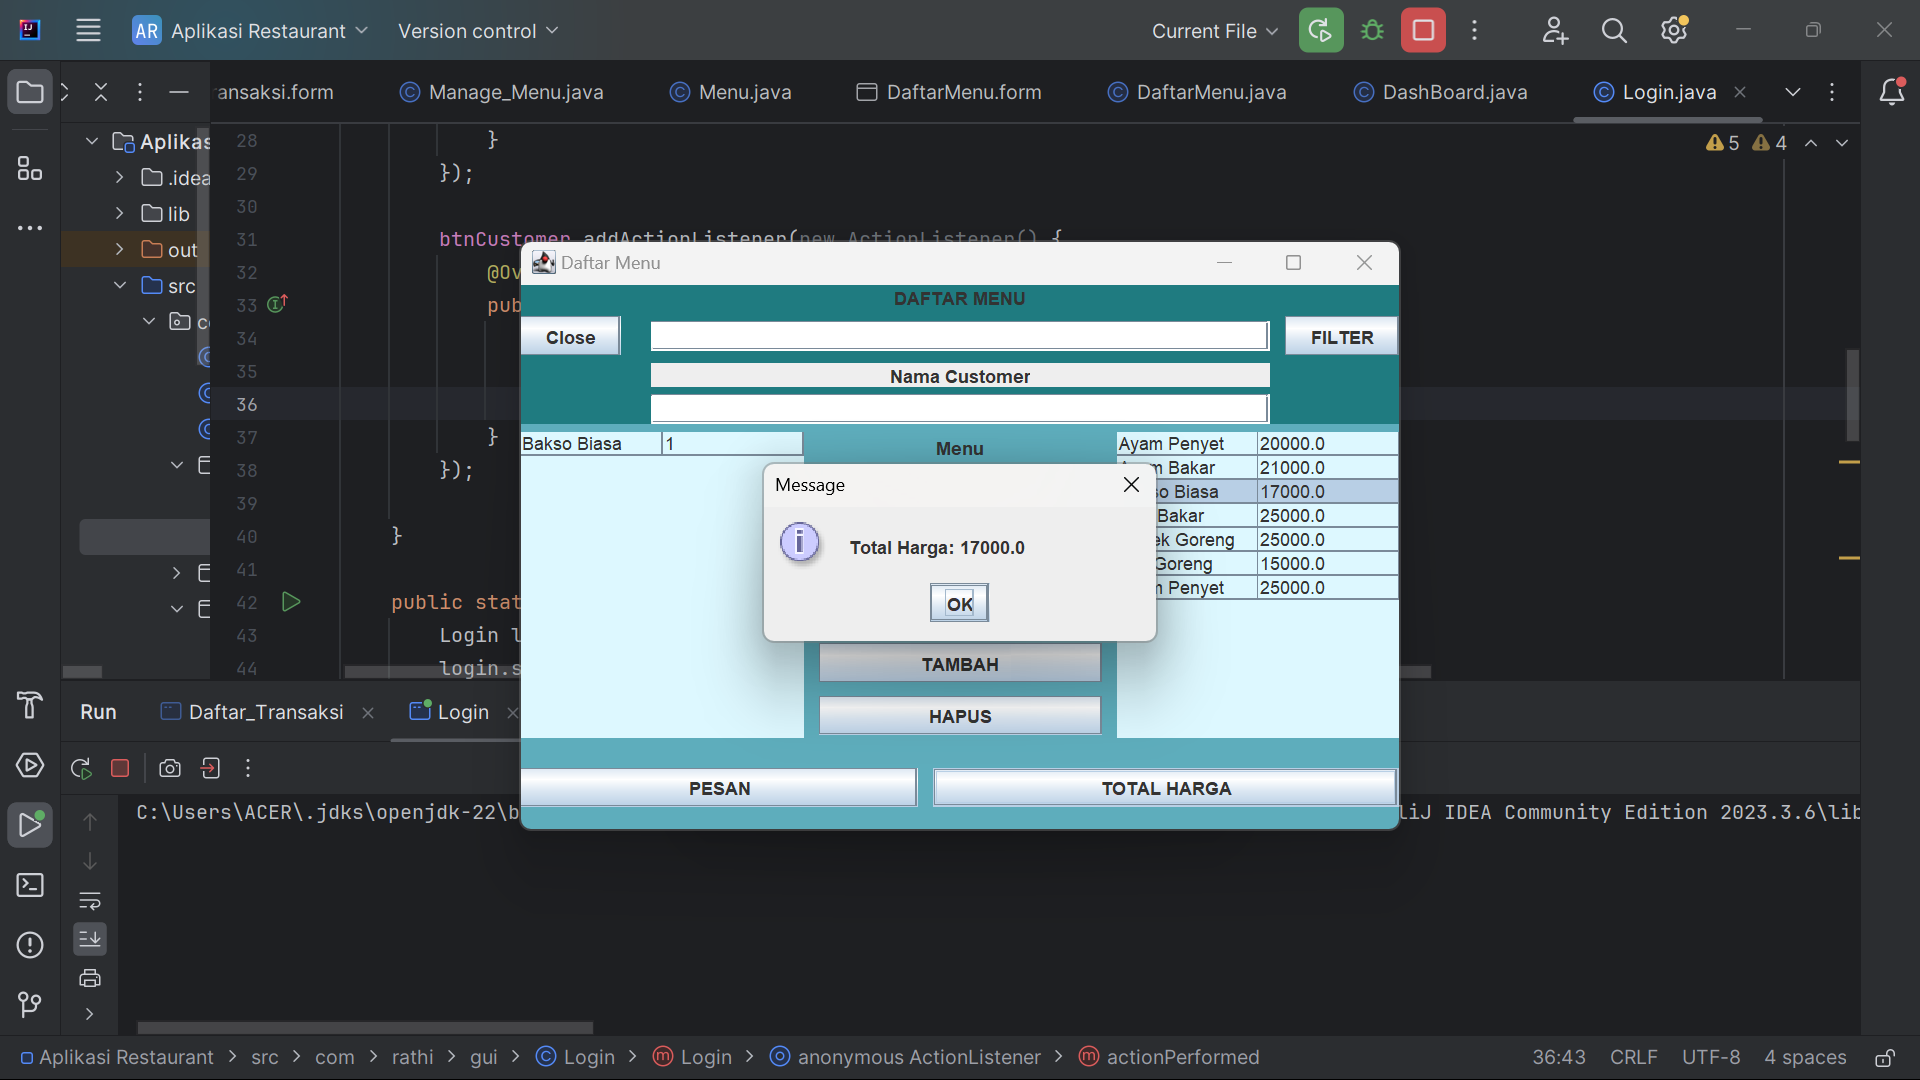 AR Aplikasi Restaurant Version control Current File
ansaksi.form Manage_Menu.java Menu.java DaftarMenu.form DaftarMenu.java DashBoard.java Login.java
5 4
Aplikas
.idea
lib
out
src
28 }
29 });
30
31 btnCustomer.addActionListener(new ActionListener() {
32 @Ov
33 pub
34
35
36
37 }
38 });
39
40 }
41
42 public stat
43 Login l
44 login.s
Daftar Menu
DAFTAR MENU
Close FILTER
Nama Customer
Bakso Biasa 1
Menu
Ayam Penyet 20000.0
m Bakar 21000.0
so Biasa 17000.0
Bakar 25000.0
ek Goreng 25000.0
Goreng 15000.0
n Penyet 25000.0
Message
Total Harga: 17000.0
OK
TAMBAH
HAPUS
PESAN TOTAL HARGA
Run Daftar_Transaksi Login
C:\Users\ACER\.jdks\openjdk-22\b liJ IDEA Community Edition 2023.3.6\lib
Aplikasi Restaurant > src > com > rathi > gui > Login > Login > anonymous ActionListener > actionPerformed 36:43 CRLF UTF-8 4 spaces